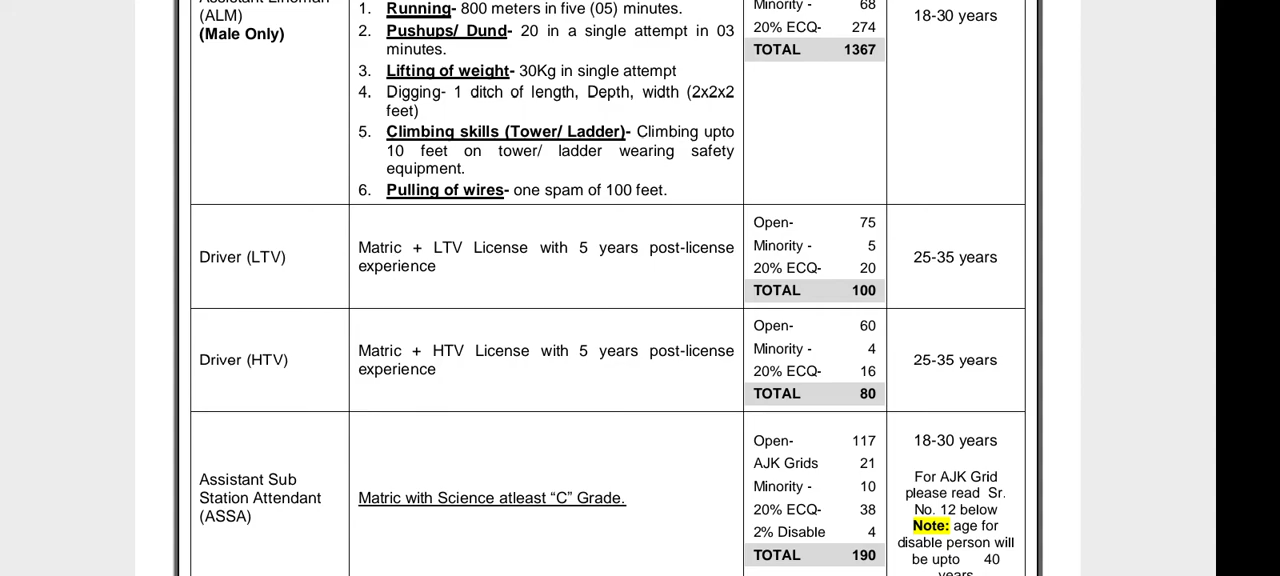 Assistant Lineman
(ALM)
(Male Only)
1. Running- 800 meters in five (05) minutes.
2. Pushups/ Dund- 20 in a single attempt in 03
minutes.
3. Lifting of weight- 30Kg in single attempt
4. Digging- 1 ditch of length, Depth, width (2x2x2
feet)
5. Climbing skills (Tower/ Ladder)- Climbing upto
10 feet on tower/ ladder wearing safety
equipment.
6. Pulling of wires- one spam of 100 feet.
Minority - 68
20% ECQ- 274
TOTAL 1367
18-30 years
Driver (LTV)
Matric + LTV License with 5 years post-license
experience
Open- 75
Minority - 5
20% ECQ- 20
TOTAL 100
25-35 years
Driver (HTV)
Matric + HTV License with 5 years post-license
experience
Open- 60
Minority - 4
20% ECQ- 16
TOTAL 80
25-35 years
Assistant Sub
Station Attendant
(ASSA)
Matric with Science atleast “C” Grade.
Open- 117
AJK Grids 21
Minority - 10
20% ECQ- 38
2% Disable 4
TOTAL 190
18-30 years
For AJK Grid
please read Sr.
No. 12 below
Note: age for
disable person will
be upto 40
years